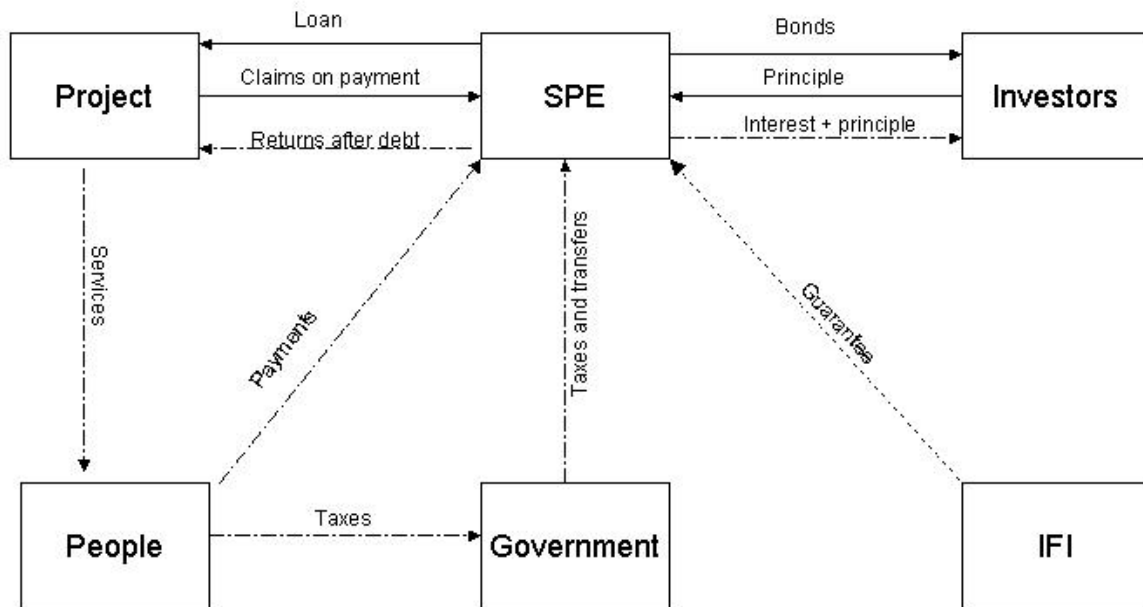 Loan
Bonds
Project
Claims on payment
SPE
Principle
Investors
Returns after debt
Interest + principle
Services
Payments
Taxes and transfers
Guarantee
People
Taxes
Government
IFI